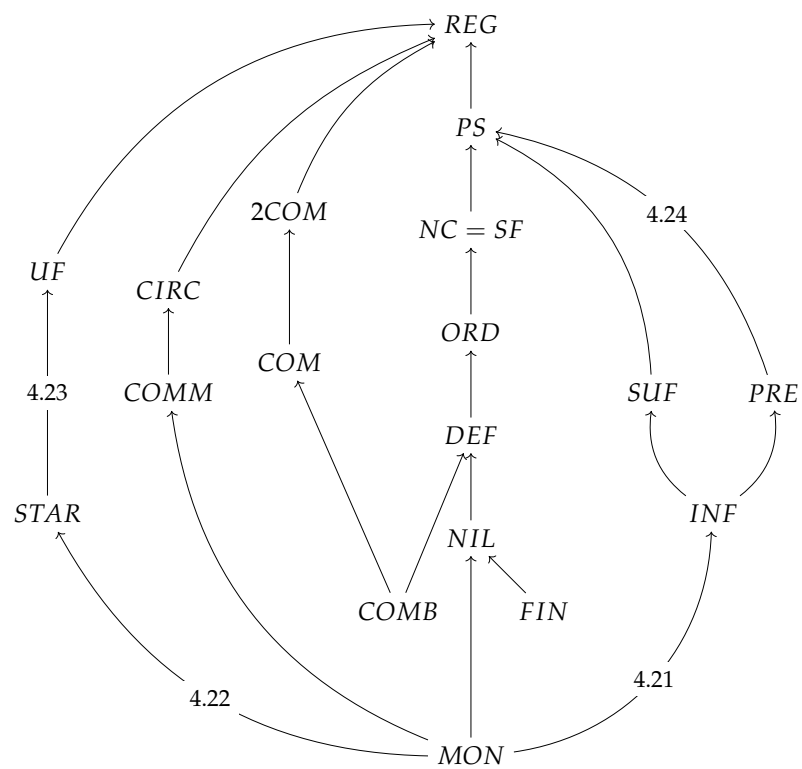 REG
PS
4.24
2COM
NC = SF
UF
CIRC
ORD
COM
4.23
COMM
SUF
PRE
DEF
STAR
INF
NIL
COMB
FIN
4.21
4.22
MON